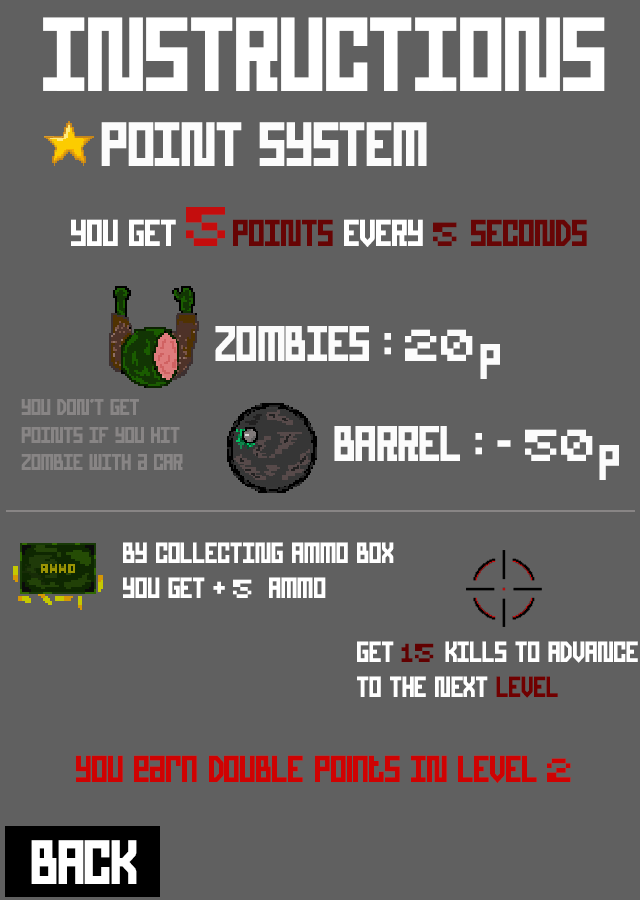 INSTRUCTIONS
POINT SYSTEM
YOU GET 5 POINTS EVERY 5 SECONDS
ZOMBIES : 20p
YOU DON'T GET
POINTS IF YOU HIT
ZOMBIE WITH a CAR
BARREL : - 50p
AMMO
BY COLLECTING AMMO BOX
YOU GET + 5 AMMO
GET 15 KILLS TO ADVANCE
TO THE NEXT LEVEL
YOU earn DOUBLE POINtS IN LEVEL 2
BACK